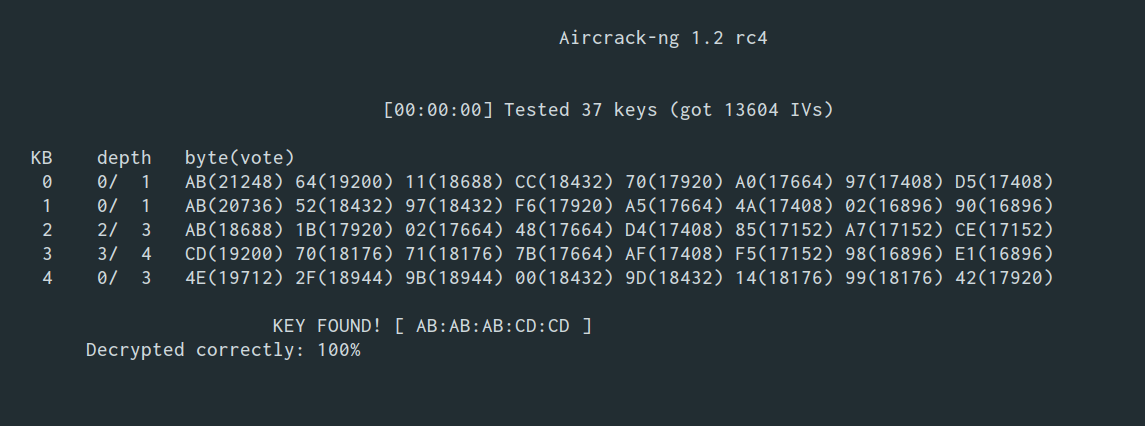 Aircrack-ng 1.2 rc4
[00:00:00] Tested 37 keys (got 13604 IVs)
KB    depth   byte(vote)
0    0/  1   AB(21248) 64(19200) 11(18688) CC(18432) 70(17920) A0(17664) 97(17408) D5(17408)
1    0/  1   AB(20736) 52(18432) 97(18432) F6(17920) A5(17664) 4A(17408) 02(16896) 90(16896)
2    2/  3   AB(18688) 1B(17920) 02(17664) 48(17664) D4(17408) 85(17152) A7(17152) CE(17152)
3    3/  4   CD(19200) 70(18176) 71(18176) 7B(17664) AF(17408) F5(17152) 98(16896) E1(16896)
4    0/  3   4E(19712) 2F(18944) 9B(18944) 00(18432) 9D(18432) 14(18176) 99(18176) 42(17920)
KEY FOUND! [ AB:AB:AB:CD:CD ]
Decrypted correctly: 100%